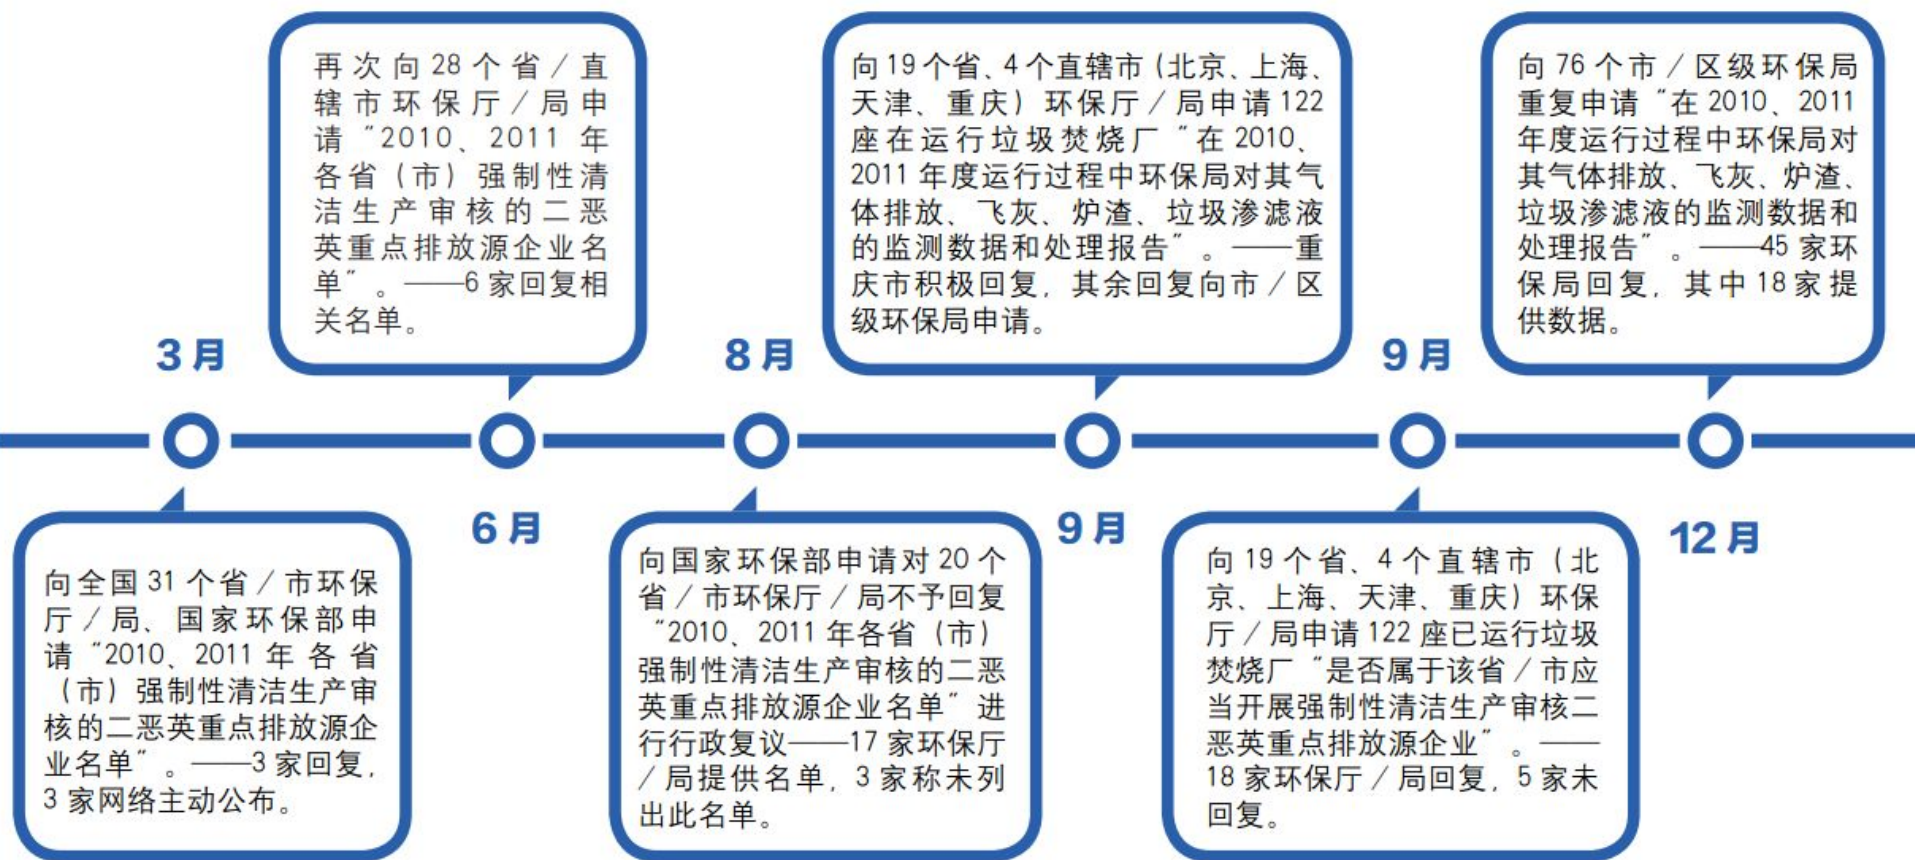 再次向28个省/直
辖市环保厅/局申
请“2010、2011年
各省（市）强制性清
洁生产审核的二恶
英重点排放源企业名
单”。——6家回复相
关名单。
向19个省、4个直辖市（北京、上海、
天津、重庆）环保厅/局申请122
座在运行垃圾焚烧厂“在2010、
2011年度运行过程中环保局对其气
体排放、飞灰、炉渣、垃圾渗滤液
的监测数据和处理报告”。——重
庆市积极回复，其余回复向市/区
级环保局申请。
向76个市/区级环保局
重复申请“在2010、2011
年度运行过程中环保局对
其气体排放、飞灰、炉渣、
垃圾渗滤液的监测数据和
处理报告”。——45家环
保局回复，其中18家提
供数据。
3月
8月
9月
6月
9月
12月
向全国31个省/市环保
厅/局、国家环保部申
请“2010、2011年各省
（市）强制性清洁生产审
核的二恶英重点排放源企
业名单”。——3家回复，
3家网络主动公布。
向国家环保部申请对20个
省/市环保厅/局不予回复
“2010、2011年各省（市）
强制性清洁生产审核的二恶
英重点排放源企业名单”进
行行政复议——17家环保厅
/局提供名单，3家称未列
出此名单。
向19个省、4个直辖市（北
京、上海、天津、重庆）环保
厅/局申请122座已运行垃圾
焚烧厂“是否属于该省/市应
当开展强制性清洁生产审核二
恶英重点排放源企业”。——
18家环保厅/局回复，5家未
回复。